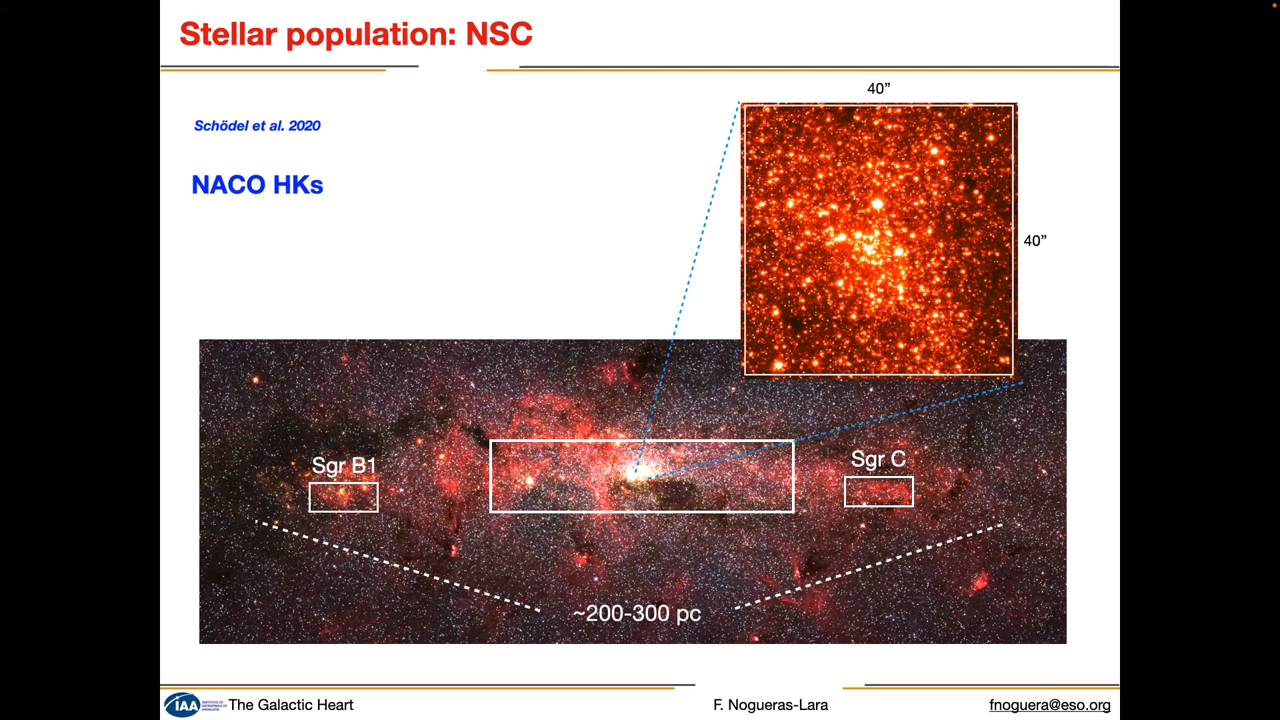 Stellar population: NSC
40”
Schödel et al. 2020
NACO HKs
40”
Sgr B1
Sgr C
~200-300 pc
IAA
The Galactic Heart
F. Nogueras-Lara
fnoguera@eso.org